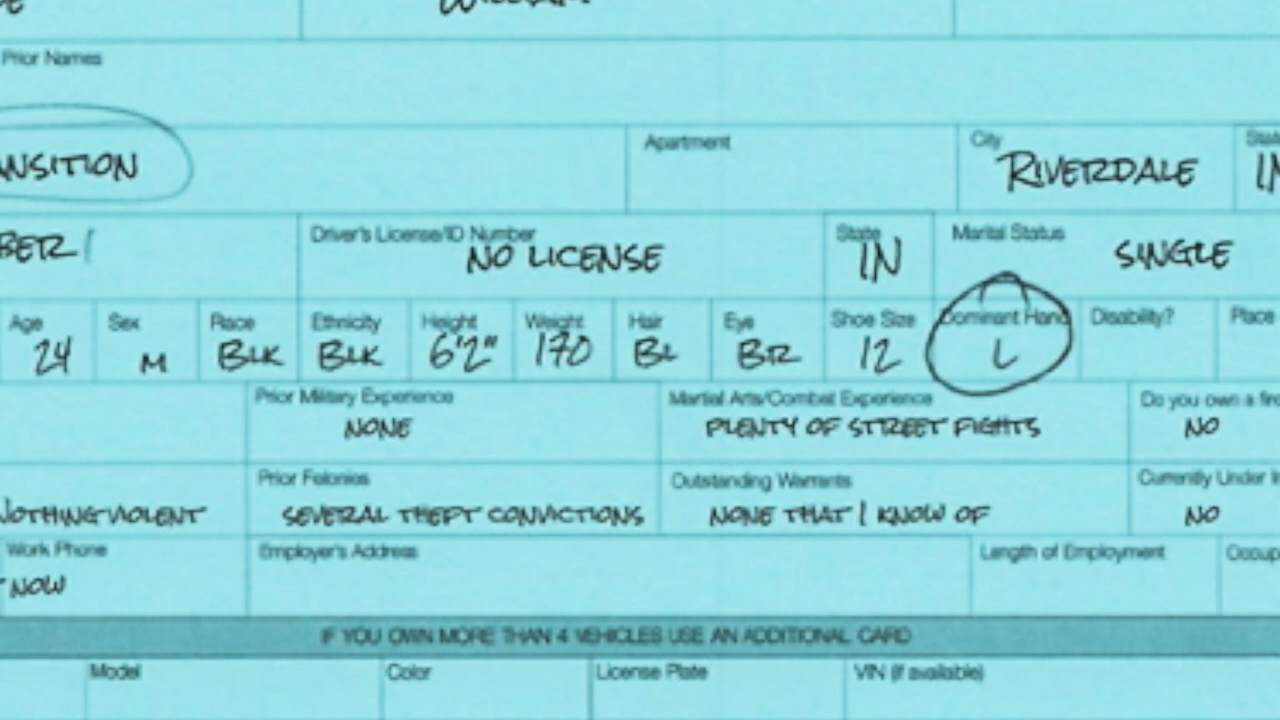 WILLIAM
Prior Names
Apartment
City
NSITION
RIVERDALE
IN
Driver's License/ID Number
State
Marital Status
BER
NO LICENSE
IN
SINGLE
Age
Sex
Race
Ethnicity
Height
Weight
Hair
Eye
Shoe Size
Dominant Hand
Disability?
Place
24
M
BLK
BLK
6'2"
170
BL
BR
12
L
Prior Military Experience
Martial Arts/Combat Experience
Do you own a fire
NONE
PLENTY OF STREET FIGHTS
NO
Prior Felonies
Outstanding Warrants
Currently Under In
NOTHING VIOLENT
SEVERAL THEFT CONVICTIONS
NONE THAT I KNOW OF
NO
Work Phone
Employer's Address
Length of Employment
Occup
NOW
IF YOU OWN MORE THAN 4 VEHICLES USE AN ADDITIONAL CARD
Model
Color
License Plate
VIN (if available)